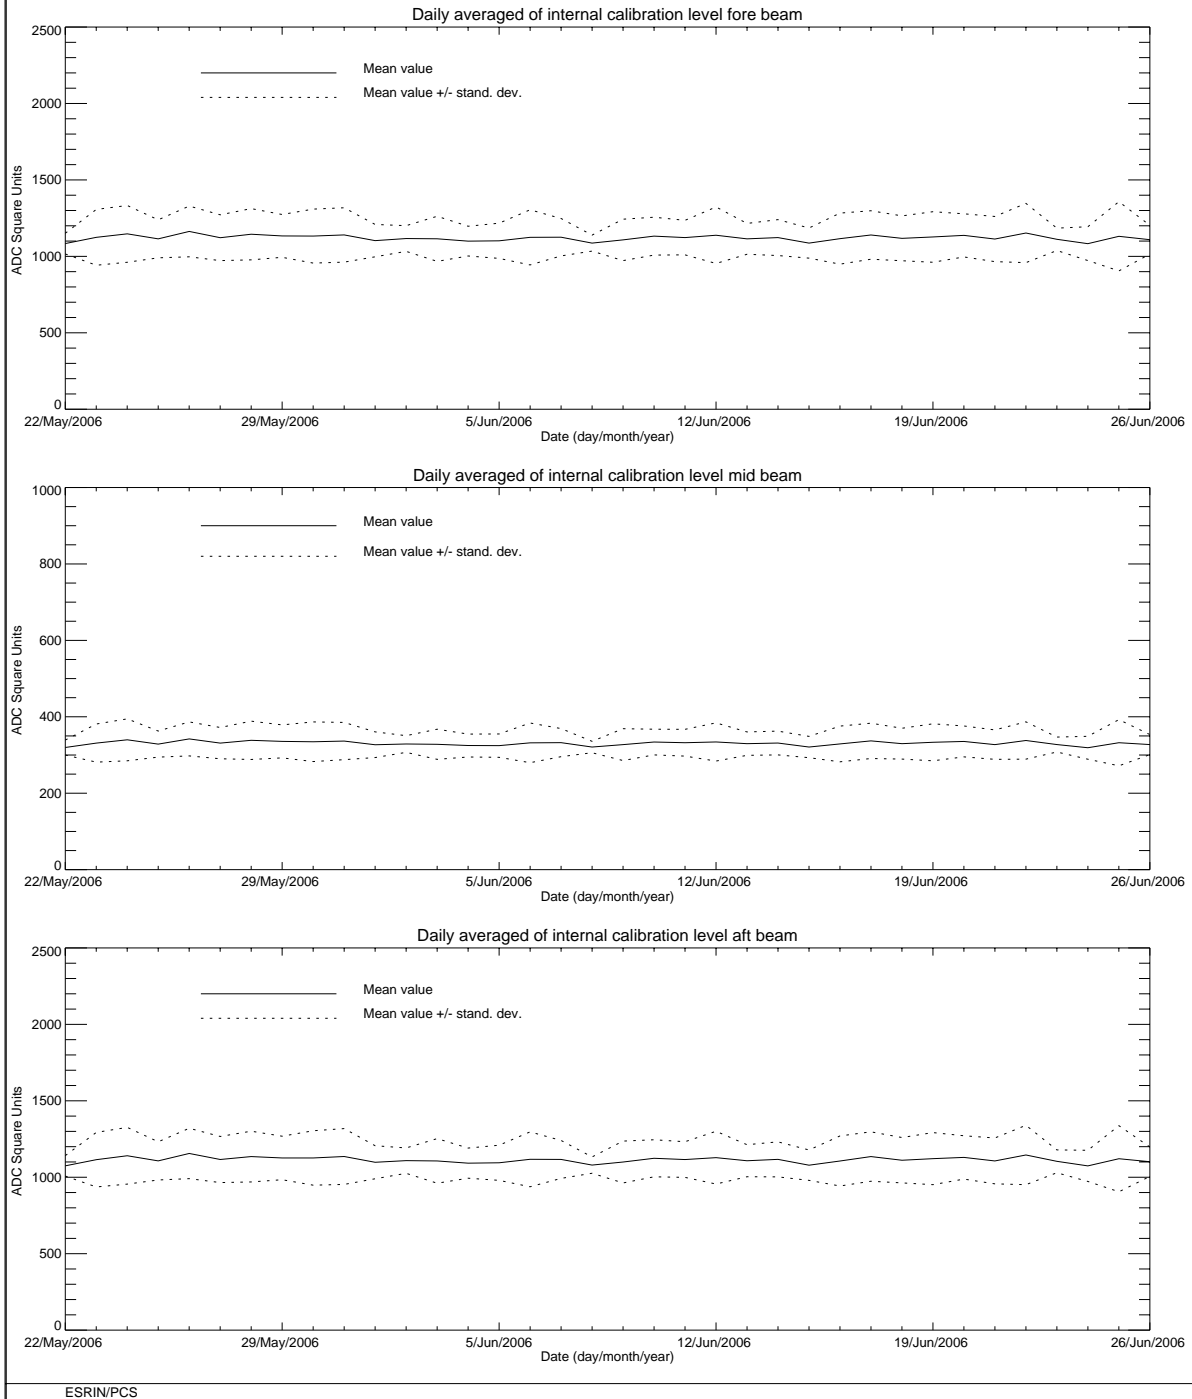 Daily averaged of internal calibration level fore beam
2500
2000
1500
1000
500
0
ADC Square Units
Mean value
Mean value +/- stand. dev.
22/May/2006 29/May/2006 5/Jun/2006 12/Jun/2006 19/Jun/2006 26/Jun/2006
Date (day/month/year)
Daily averaged of internal calibration level mid beam
1000
800
600
400
200
0
ADC Square Units
Mean value
Mean value +/- stand. dev.
22/May/2006 29/May/2006 5/Jun/2006 12/Jun/2006 19/Jun/2006 26/Jun/2006
Date (day/month/year)
Daily averaged of internal calibration level aft beam
2500
2000
1500
1000
500
0
ADC Square Units
Mean value
Mean value +/- stand. dev.
22/May/2006 29/May/2006 5/Jun/2006 12/Jun/2006 19/Jun/2006 26/Jun/2006
Date (day/month/year)
ESRIN/PCS